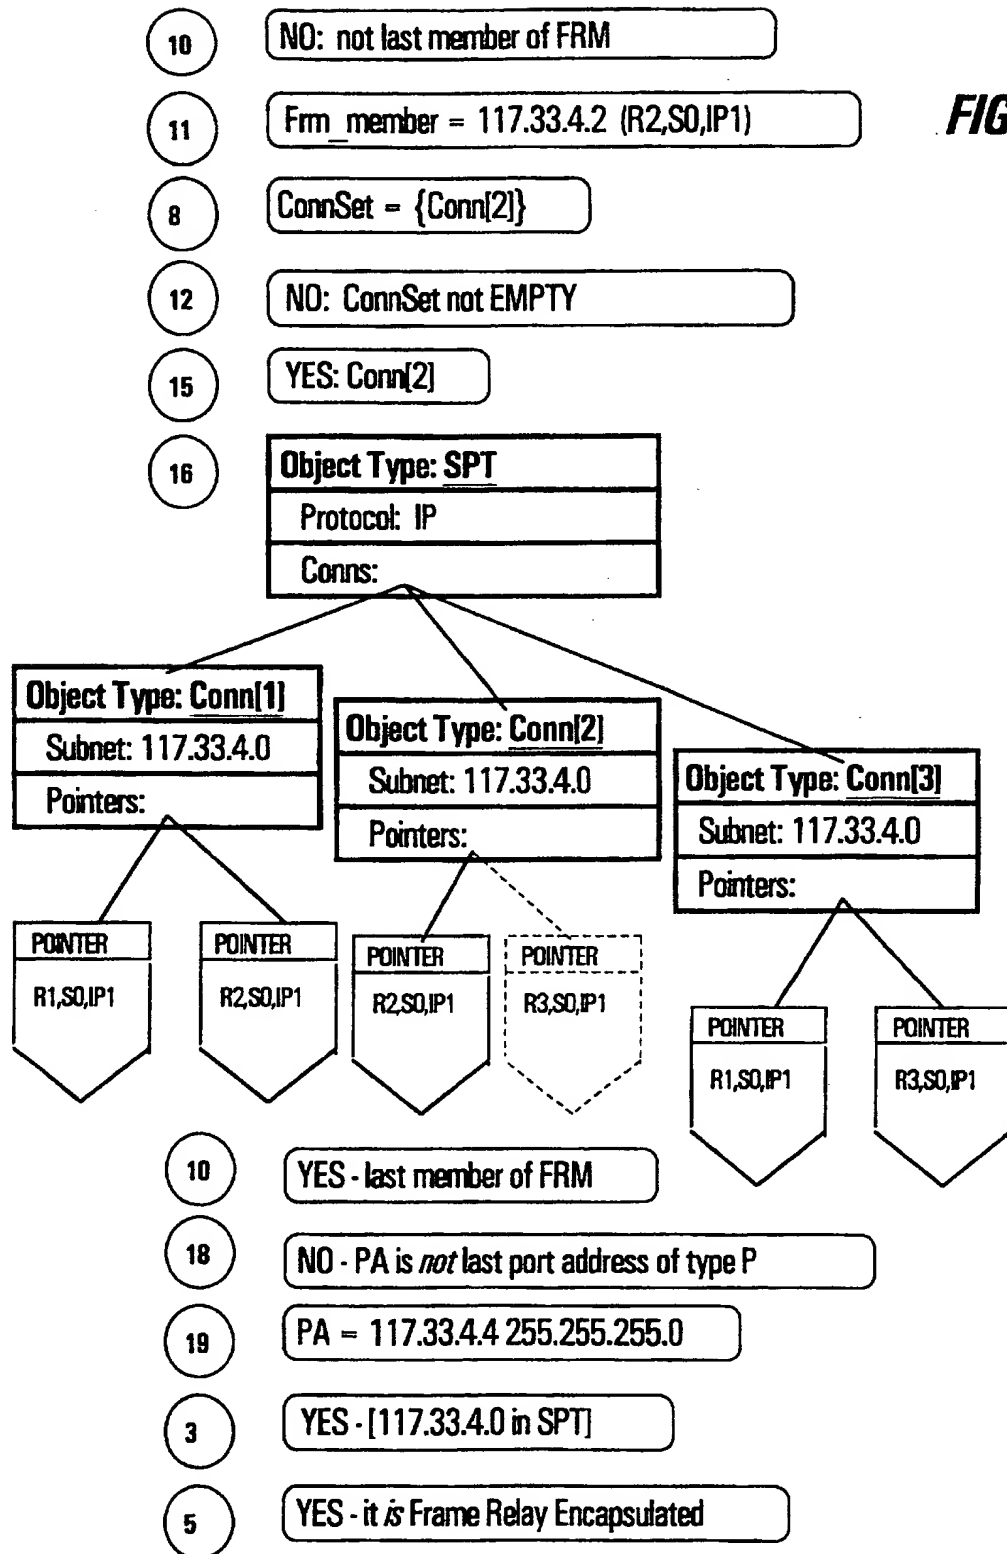 10 NO: not last member of FRM
FIG
11 Frm_member = 117.33.4.2 (R2,S0,IP1)
8 ConnSet = {Conn[2]}
12 NO: ConnSet not EMPTY
15 YES: Conn[2]
16 Object Type: SPT
Protocol: IP
Conns:
Object Type: Conn[1]
Subnet: 117.33.4.0
Pointers:
Object Type: Conn[2]
Subnet: 117.33.4.0
Pointers:
Object Type: Conn[3]
Subnet: 117.33.4.0
Pointers:
POINTER
R1,S0,IP1
POINTER
R2,S0,IP1
POINTER
R2,S0,IP1
POINTER
R3,S0,IP1
POINTER
R1,S0,IP1
POINTER
R3,S0,IP1
10 YES - last member of FRM
18 NO - PA is not last port address of type P
19 PA = 117.33.4.4 255.255.255.0
3 YES - [117.33.4.0 in SPT]
5 YES - it is Frame Relay Encapsulated